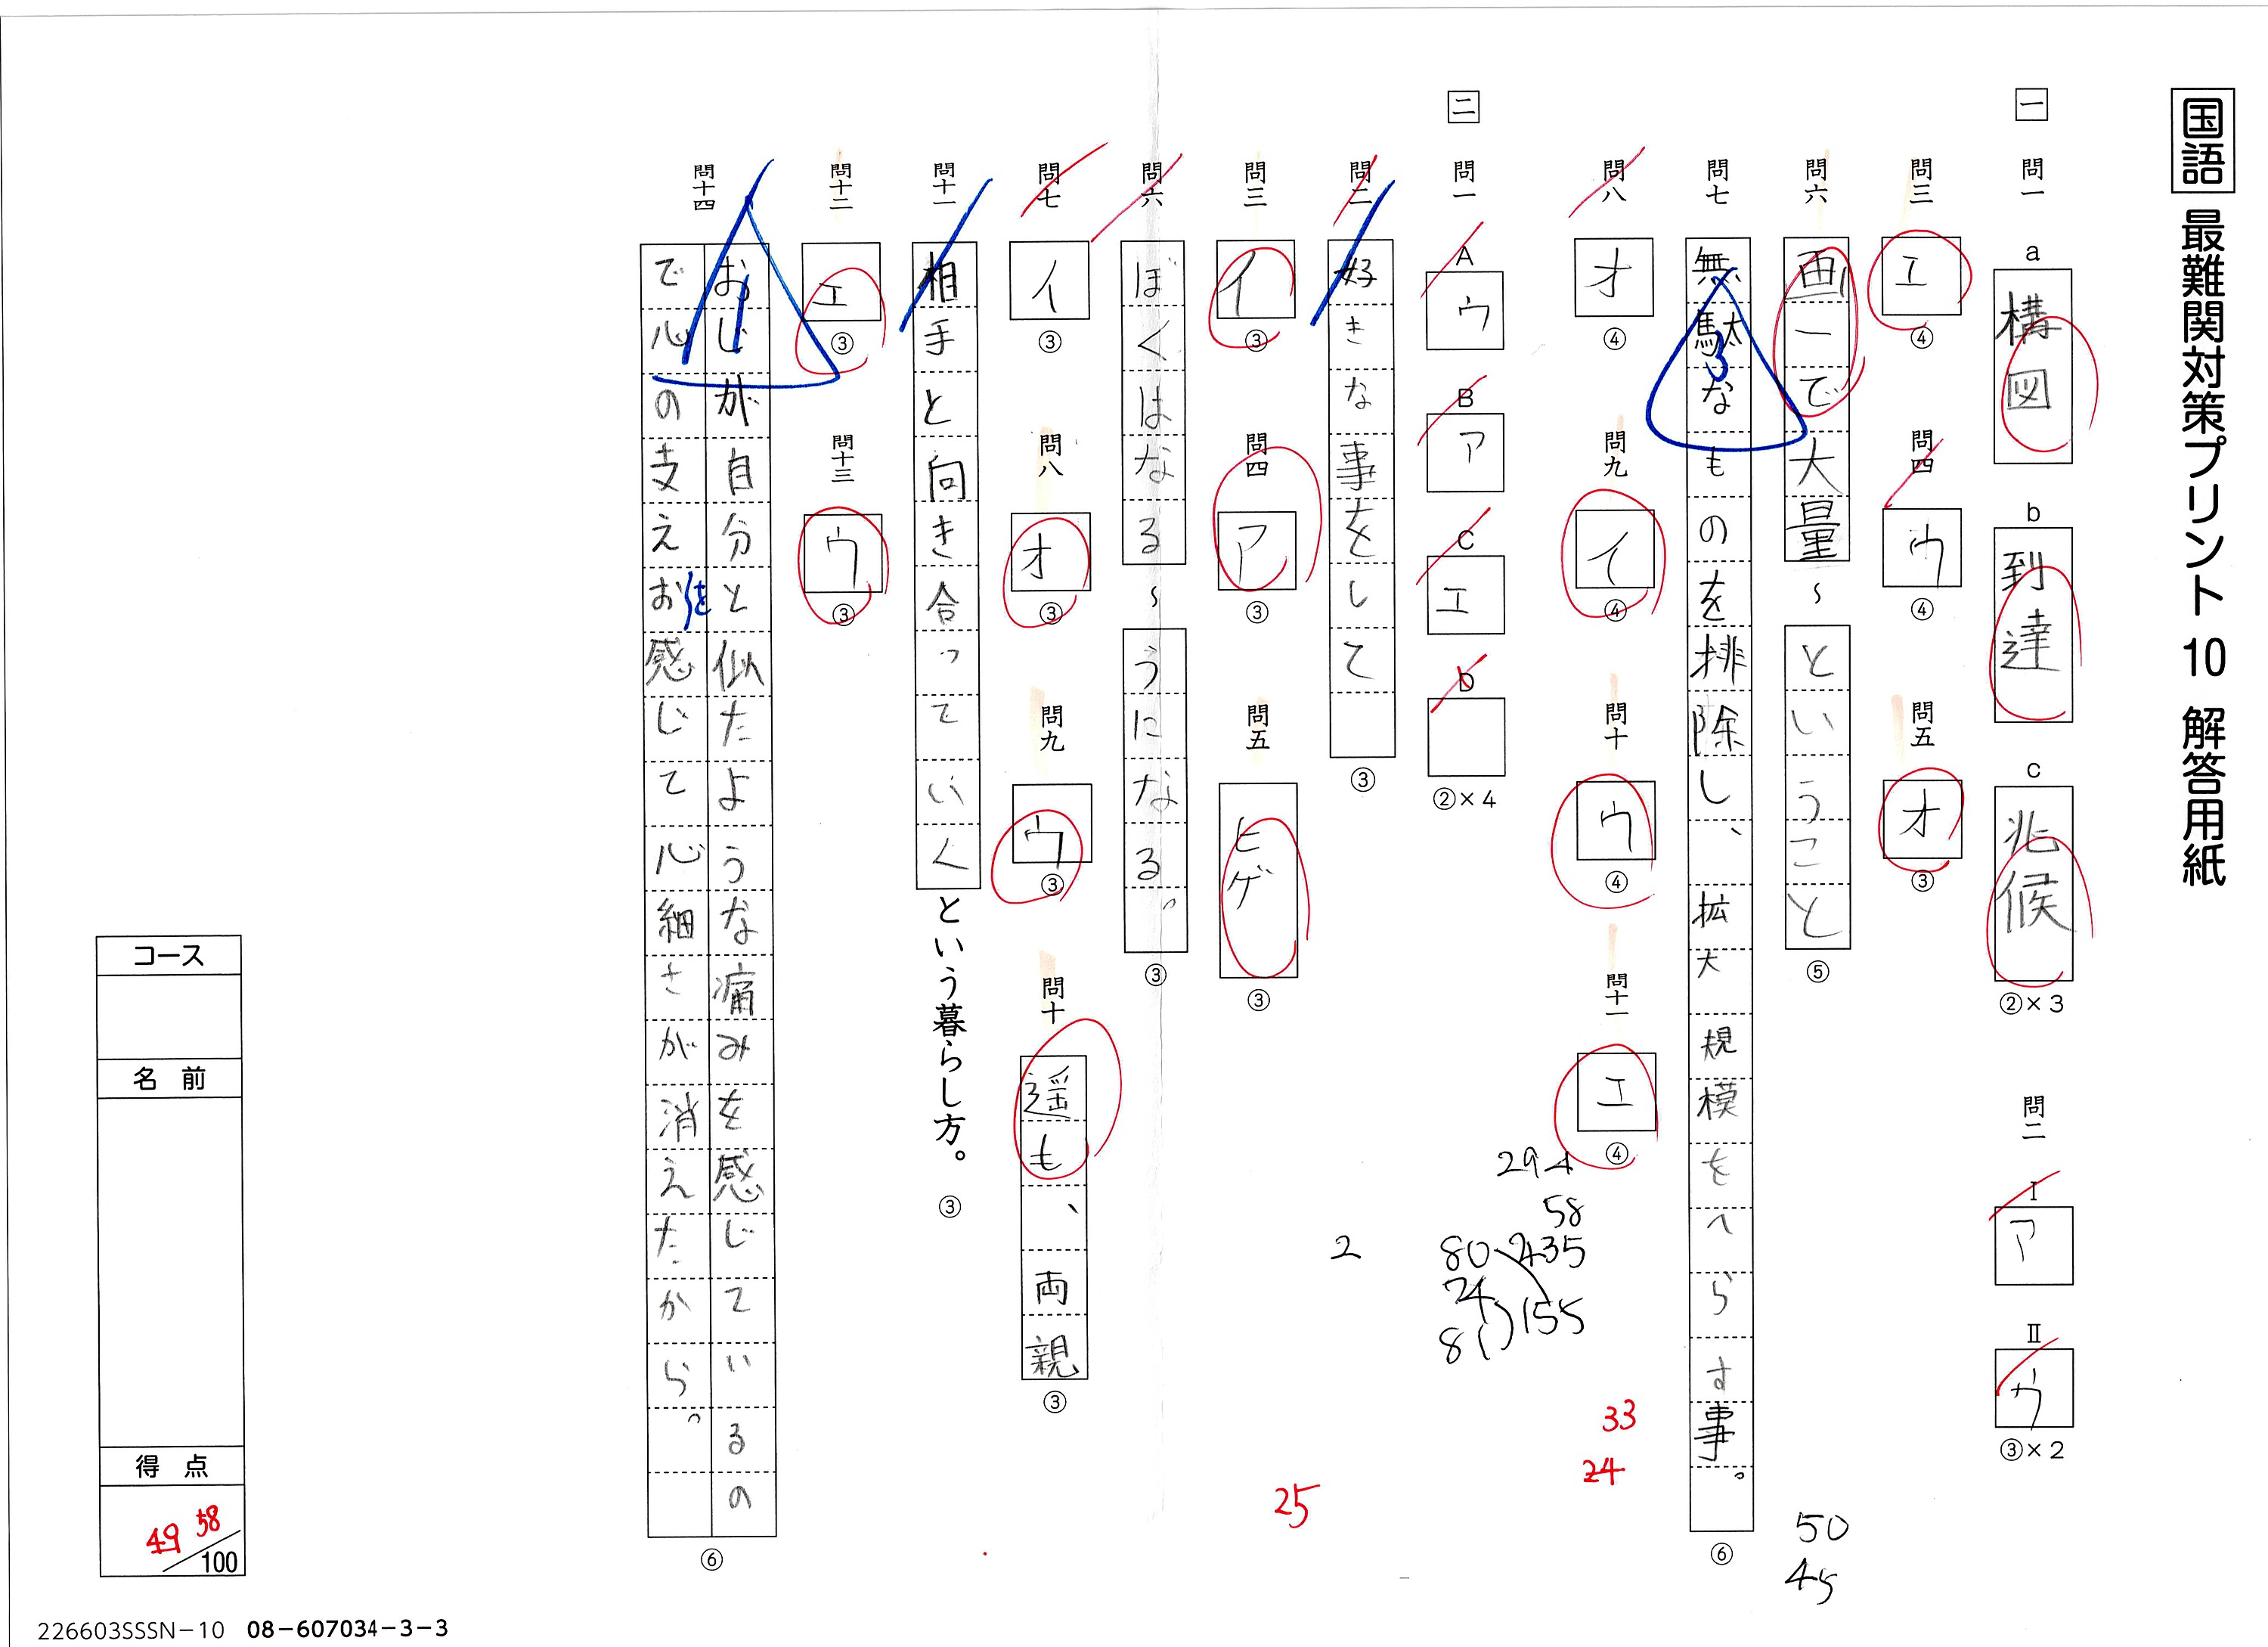 国語 最難関対策プリント 10 解答用紙
一
問一
a
構図
b
到達
c
兆候
②×3
問二
Ⅰ
ア
Ⅱ
ウ
③×2
問三
エ
④
問四
ウ
④
問五
オ
③
問六
画一で大量〜ということ
⑤
問七
無駄なものを排除し、拡大規模をへらす事。
3
⑥
問八
オ
④
問九
イ
④
問十
ウ
④
問十一
エ
④
二
問一
A
ウ
B
ア
C
エ
D
②×4
問二
好きな事をして
③
問三
イ
③
問四
ア
③
問五
ヒゲ
③
問六
ぼくはなる〜うになる。
③
問七
イ
③
問八
オ
③
問九
ウ
③
問十
遥も、両親
③
問十一
相手と向き合っていく という暮らし方。
③
問十二
エ
③
問十三
ウ
③
問十四
おじが自分と似たような痛みを感じているの
で心の支えお感じて心細さが消えたから。
を
⑥
294
58
80 235
74
81 155
2
33
24
25
50
45
コース
名前
得点
49 58
100
226603SSSN-10 08-607034-3-3